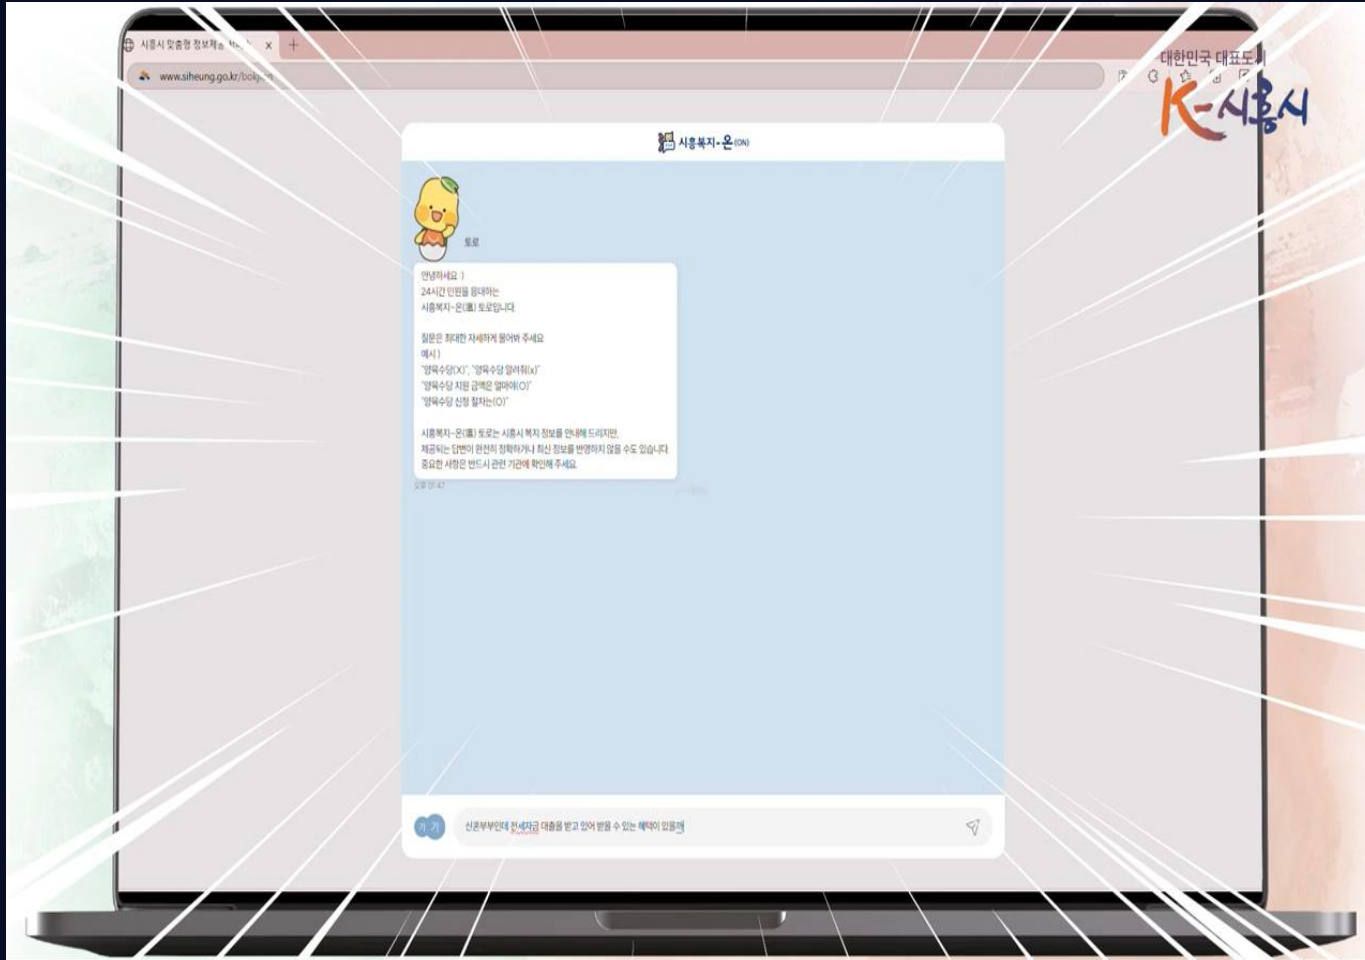 시흥시 맞춤형 정보제공
www.siheung.go.kr/bokji
대한민국 대표도시
K-시흥시
시흥복지-온(ON)
토로
안녕하세요 :)
24시간 민원을 응대하는
시흥복지-온(溫) 토로입니다.
질문은 최대한 자세하게 물어봐 주세요
예시 )
"양육수당(X)", "양육수당 알려줘(x)"
"양육수당 지원 금액은 얼마야(O)"
"양육수당 신청 절차는(O)"
시흥복지-온(溫) 토로는 시흥시 복지 정보를 안내해 드리지만,
제공되는 답변이 완전히 정확하거나 최신 정보를 반영하지 않을 수도 있습니다.
중요한 사항은 반드시 관련 기관에 확인해 주세요.
오후 01:47
가 가
신혼부부인데 전세자금 대출을 받고 있어 받을 수 있는 혜택이 있을까